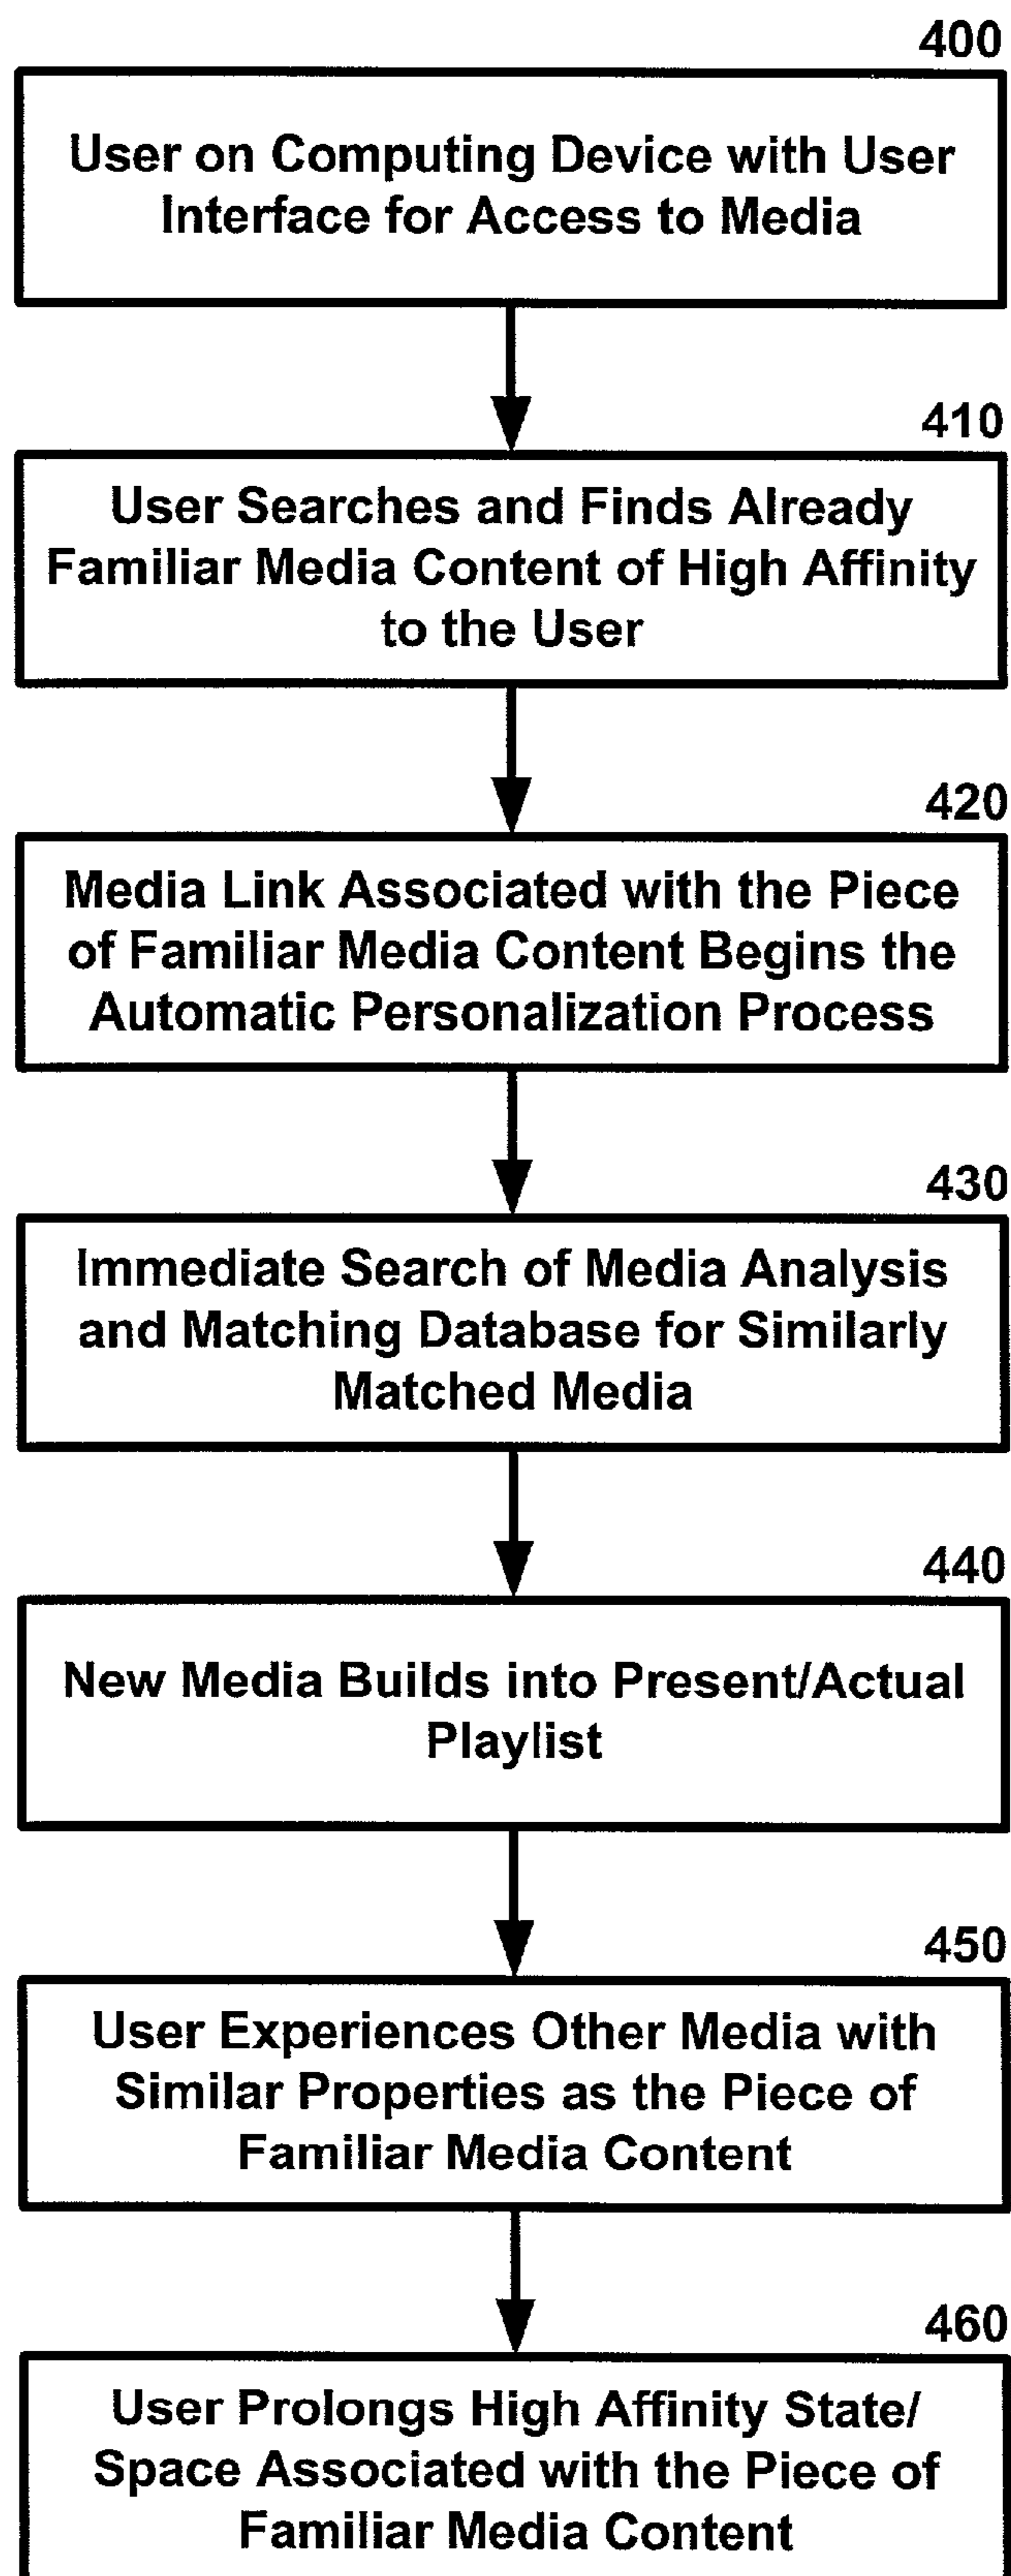 400
User on Computing Device with User
Interface for Access to Media
410
User Searches and Finds Already
Familiar Media Content of High Affinity
to the User
420
Media Link Associated with the Piece
of Familiar Media Content Begins the
Automatic Personalization Process
430
Immediate Search of Media Analysis
and Matching Database for Similarly
Matched Media
440
New Media Builds into Present/Actual
Playlist
450
User Experiences Other Media with
Similar Properties as the Piece of
Familiar Media Content
460
User Prolongs High Affinity State/
Space Associated with the Piece of
Familiar Media Content